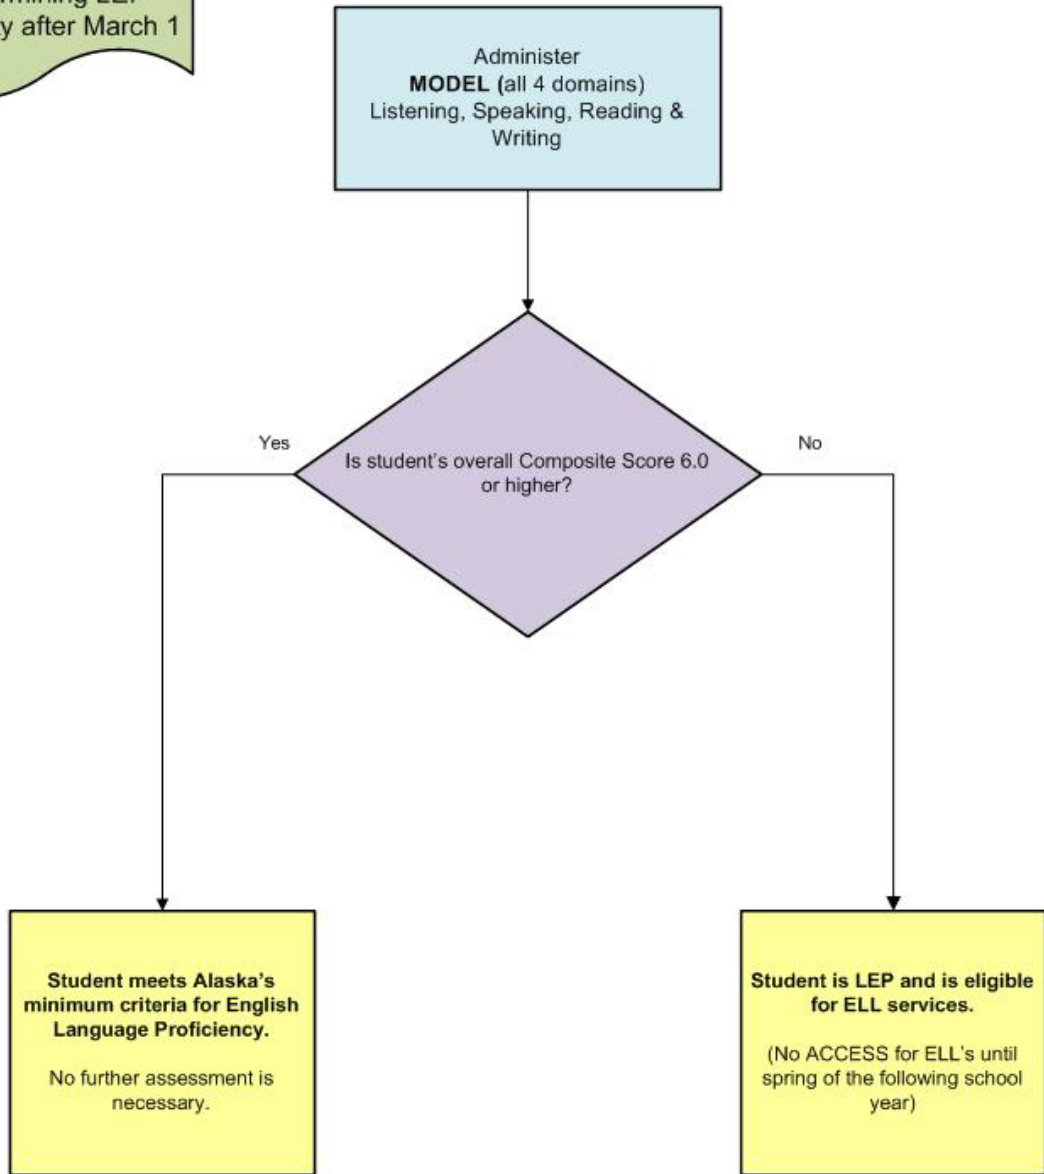 LEP
after March 1
Administer
MODEL (all 4 domains)
Listening, Speaking, Reading &
Writing
Yes
No
Is student's overall Composite Score 6.0
or higher?
Student meets Alaska's
minimum criteria for English
Language Proficiency.
No further assessment is
necessary.
Student is LEP and is eligible
for ELL services.
(No ACCESS for ELL's until
spring of the following school
year)